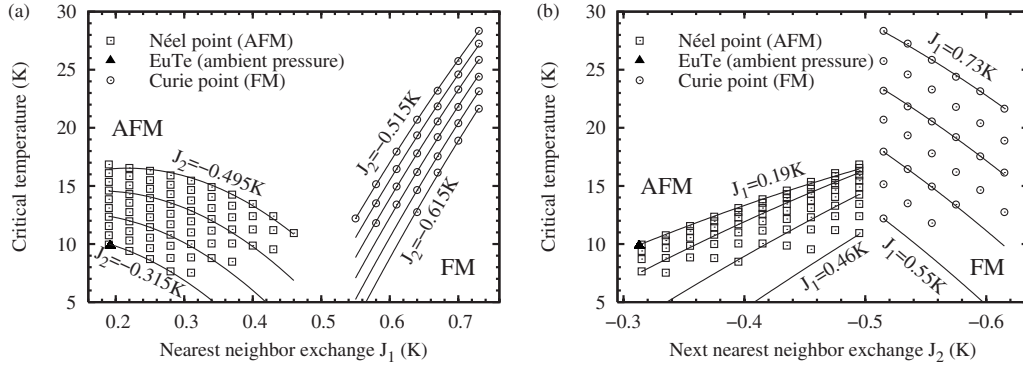 (a)
30
25
20
15
10
5
Critical temperature (K)
Néel point (AFM)
EuTe (ambient pressure)
Curie point (FM)
AFM
FM
J₂=−0.495K
J₂=−0.315K
J₂=−0.515K
J₂=−0.615K
0.2 0.3 0.4 0.5 0.6 0.7
Nearest neighbor exchange J₁ (K)
(b)
30
25
20
15
10
5
Critical temperature (K)
Néel point (AFM)
EuTe (ambient pressure)
Curie point (FM)
AFM
FM
J₁=0.73K
J₁=0.19K
J₁=0.46K
J₁=0.55K
−0.3 −0.4 −0.5 −0.6
Next nearest neighbor exchange J₂ (K)